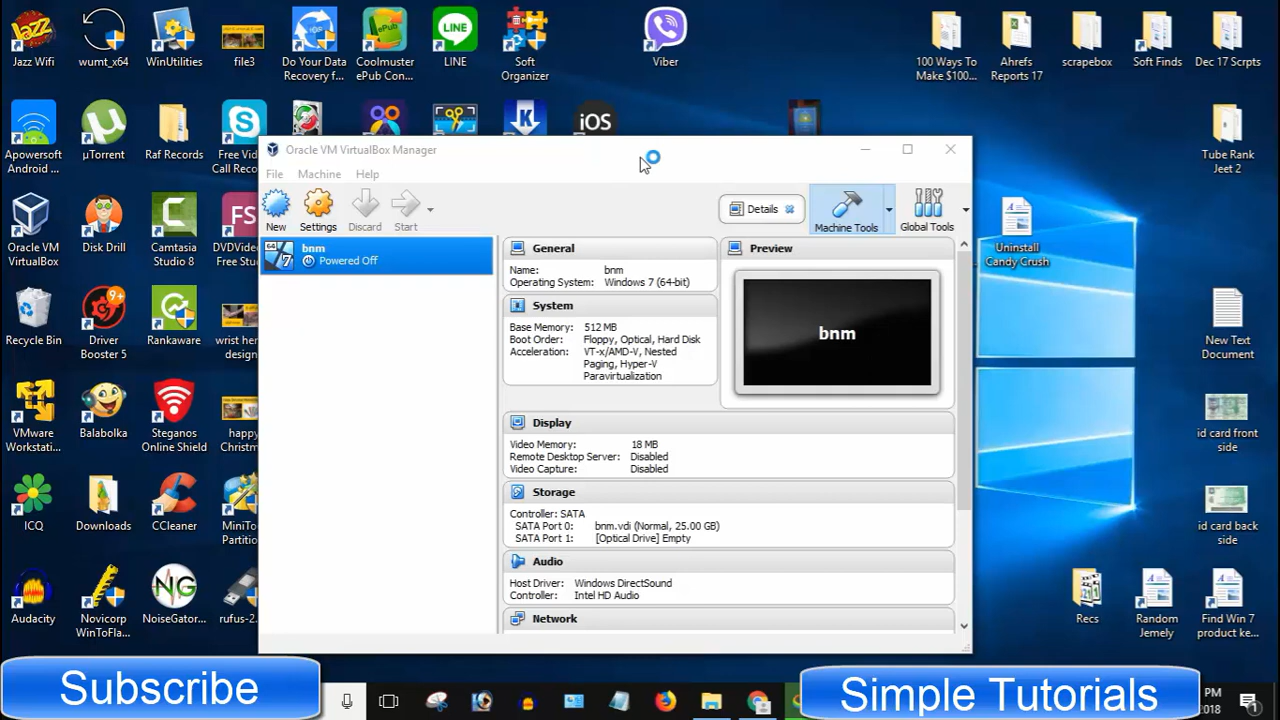 Jazz Wifi
wumt_x64
WinUtilities
file3
Do Your Data
Recovery f...
Coolmuster
ePub Con...
LINE
Soft
Organizer
Viber
100 Ways To
Make $100...
Ahrefs
Reports 17
scrapebox
Soft Finds
Dec 17 Scrpts
Apowersoft
Android ...
µTorrent
Raf Records
Free Vid
Call Reco
iOS
Tube Rank
Jeet 2
Oracle VM VirtualBox Manager
File Machine Help
New
Settings
Discard
Start
Details
Machine Tools
Global Tools
Oracle VM
VirtualBox
Disk Drill
Camtasia
Studio 8
FS
DVDVideo
Free Stu
Uninstall
Candy Crush
64
7
bnm
Powered Off
General
Name: bnm
Operating System: Windows 7 (64-bit)
System
Base Memory: 512 MB
Boot Order: Floppy, Optical, Hard Disk
Acceleration: VT-x/AMD-V, Nested
Paging, Hyper-V
Paravirtualization
Preview
bnm
Display
Video Memory: 18 MB
Remote Desktop Server: Disabled
Video Capture: Disabled
Storage
Controller: SATA
SATA Port 0: bnm.vdi (Normal, 25.00 GB)
SATA Port 1: [Optical Drive] Empty
Audio
Host Driver: Windows DirectSound
Controller: Intel HD Audio
Network
Recycle Bin
9+
Driver
Booster 5
Rankaware
wrist he
design
New Text
Document
VMware
Workstati...
Balabolka
Steganos
Online Shield
happy
Christm
id card front
side
ICQ
Downloads
CCleaner
MiniTo
Partitio
id card back
side
Audacity
Novicorp
WinToFla...
NG
NoiseGator...
rufus-2.
Recs
Random
Jemely
Find Win 7
product ke...
Subscribe
Simple Tutorials
PM
2018
1